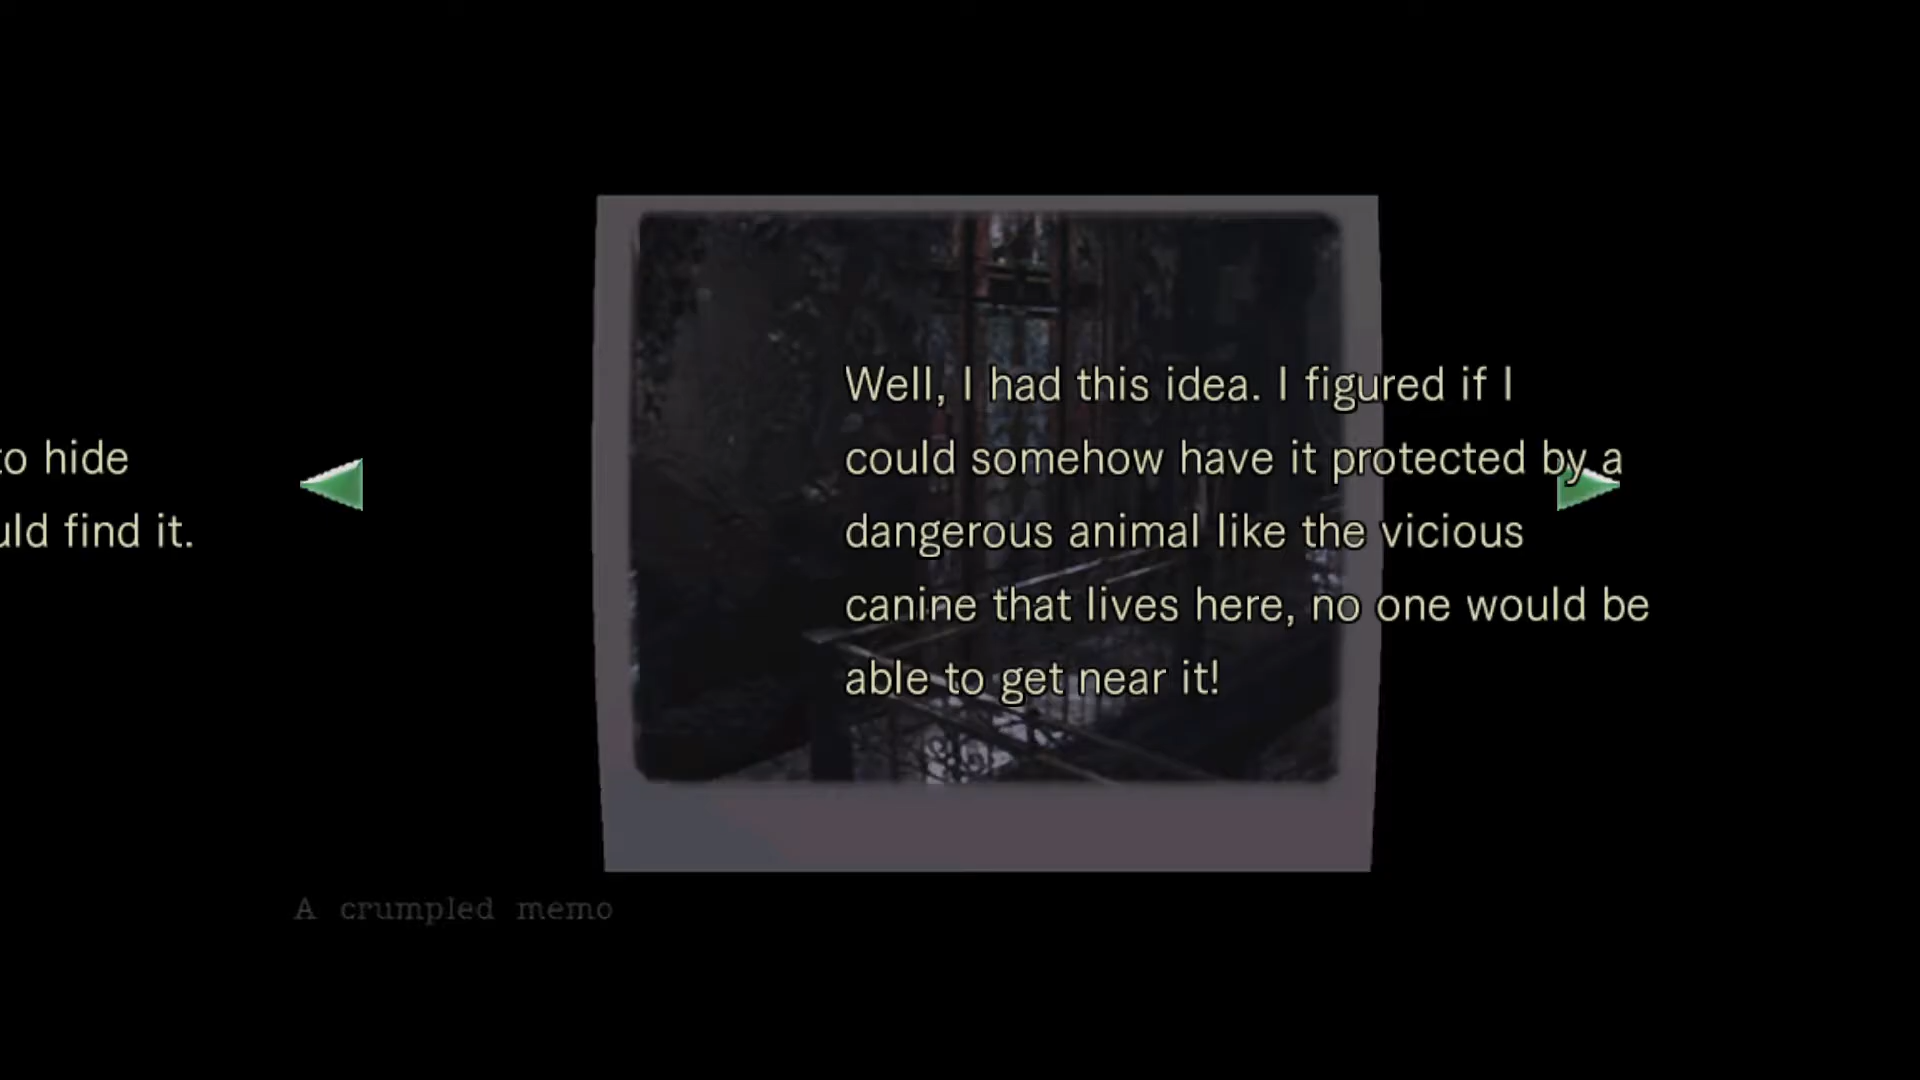 to hide
uld find it.
Well, I had this idea. I figured if I
could somehow have it protected by a
dangerous animal like the vicious
canine that lives here, no one would be
able to get near it!
A crumpled memo